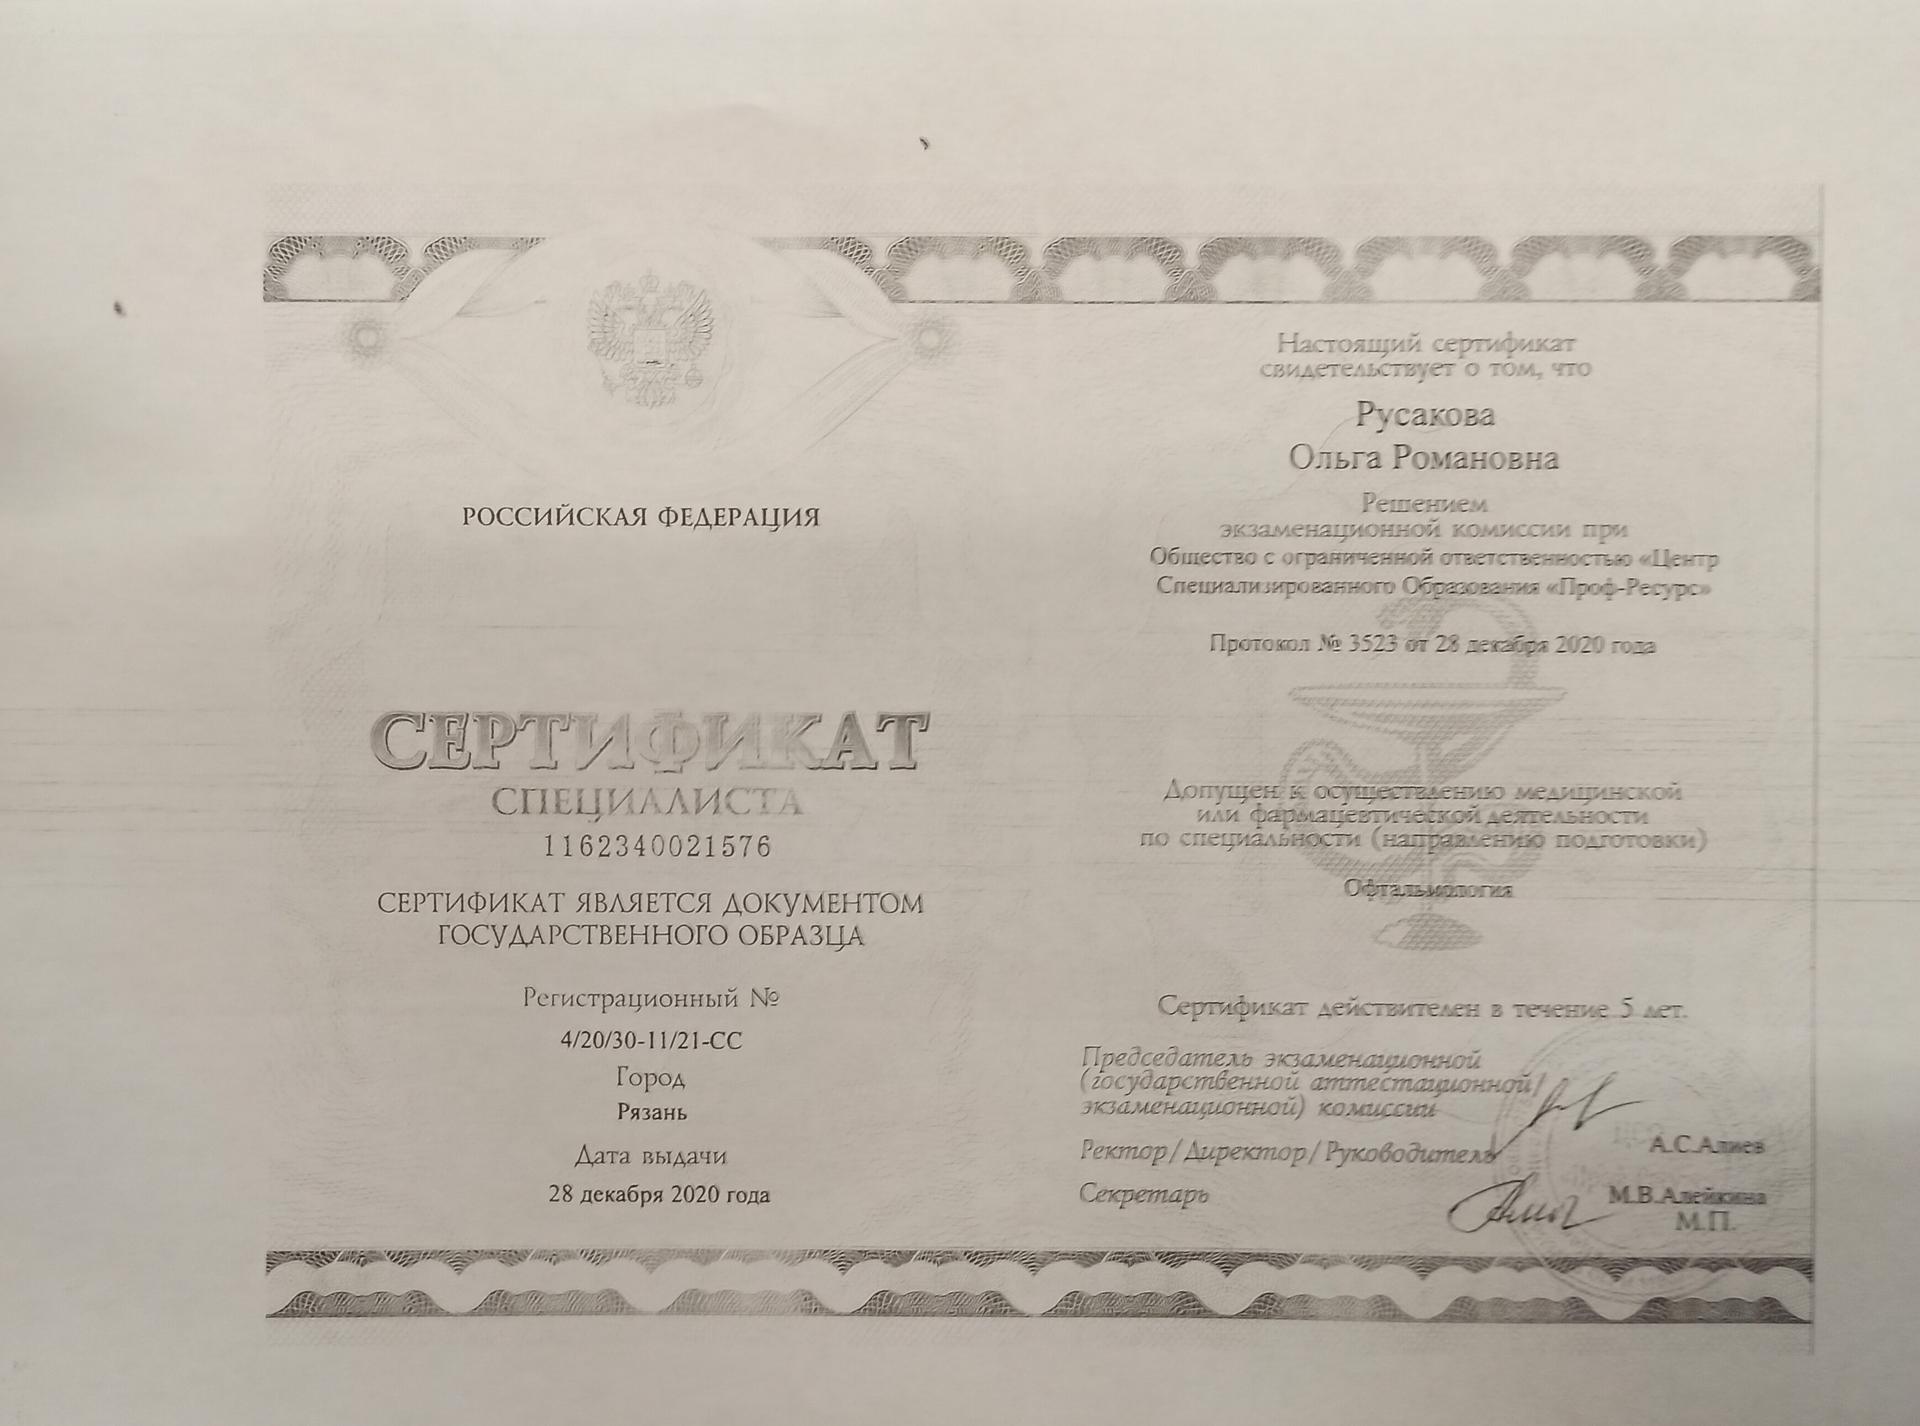 РОССИЙСКАЯ ФЕДЕРАЦИЯ
СЕРТИФИКАТ
СПЕЦИАЛИСТА
1162340021576
СЕРТИФИКАТ ЯВЛЯЕТСЯ ДОКУМЕНТОМ
ГОСУДАРСТВЕННОГО ОБРАЗЦА
Регистрационный №
4/20/30-11/21-СС
Город
Рязань
Дата выдачи
28 декабря 2020 года
Настоящий сертификат
свидетельствует о том, что
Русакова
Ольга Романовна
Решением
экзаменационной комиссии при
Общество с ограниченной ответственностью «Центр
Специализированного Образования «Проф-Ресурс»
Протокол № 3523 от 28 декабря 2020 года
Допущен к осуществлению медицинской
или фармацевтической деятельности
по специальности (направлению подготовки)
Офтальмология
Сертификат действителен в течение 5 лет.
Председатель экзаменационной
(государственной аттестационной/
экзаменационной) комиссии
Ректор/Директор/Руководитель
А.С.Алиев
Секретарь
М.В.Алейкина
М.П.